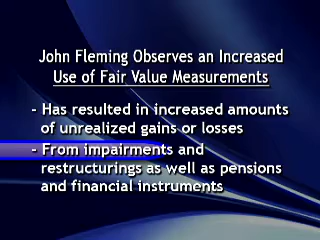 John Fleming Observes an Increased
Use of Fair Value Measurements
- Has resulted in increased amounts
of unrealized gains or losses
- From impairments and
restructurings as well as pensions
and financial instruments